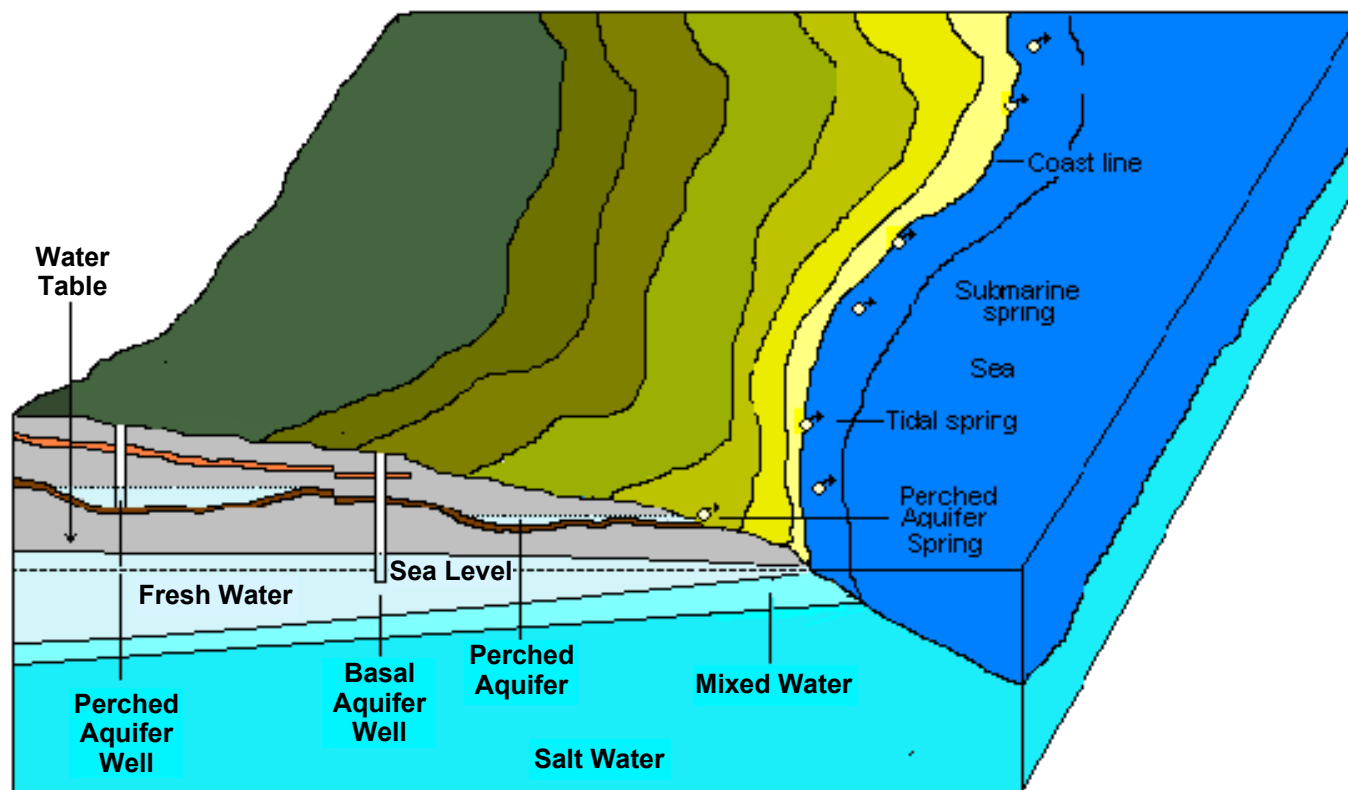 Coast line
Water
Table
Submarine
spring
Sea
Tidal spring
Perched
Aquifer
Spring
Sea Level
Fresh Water
Perched
Aquifer
Well
Basal
Aquifer
Well
Perched
Aquifer
Mixed Water
Salt Water